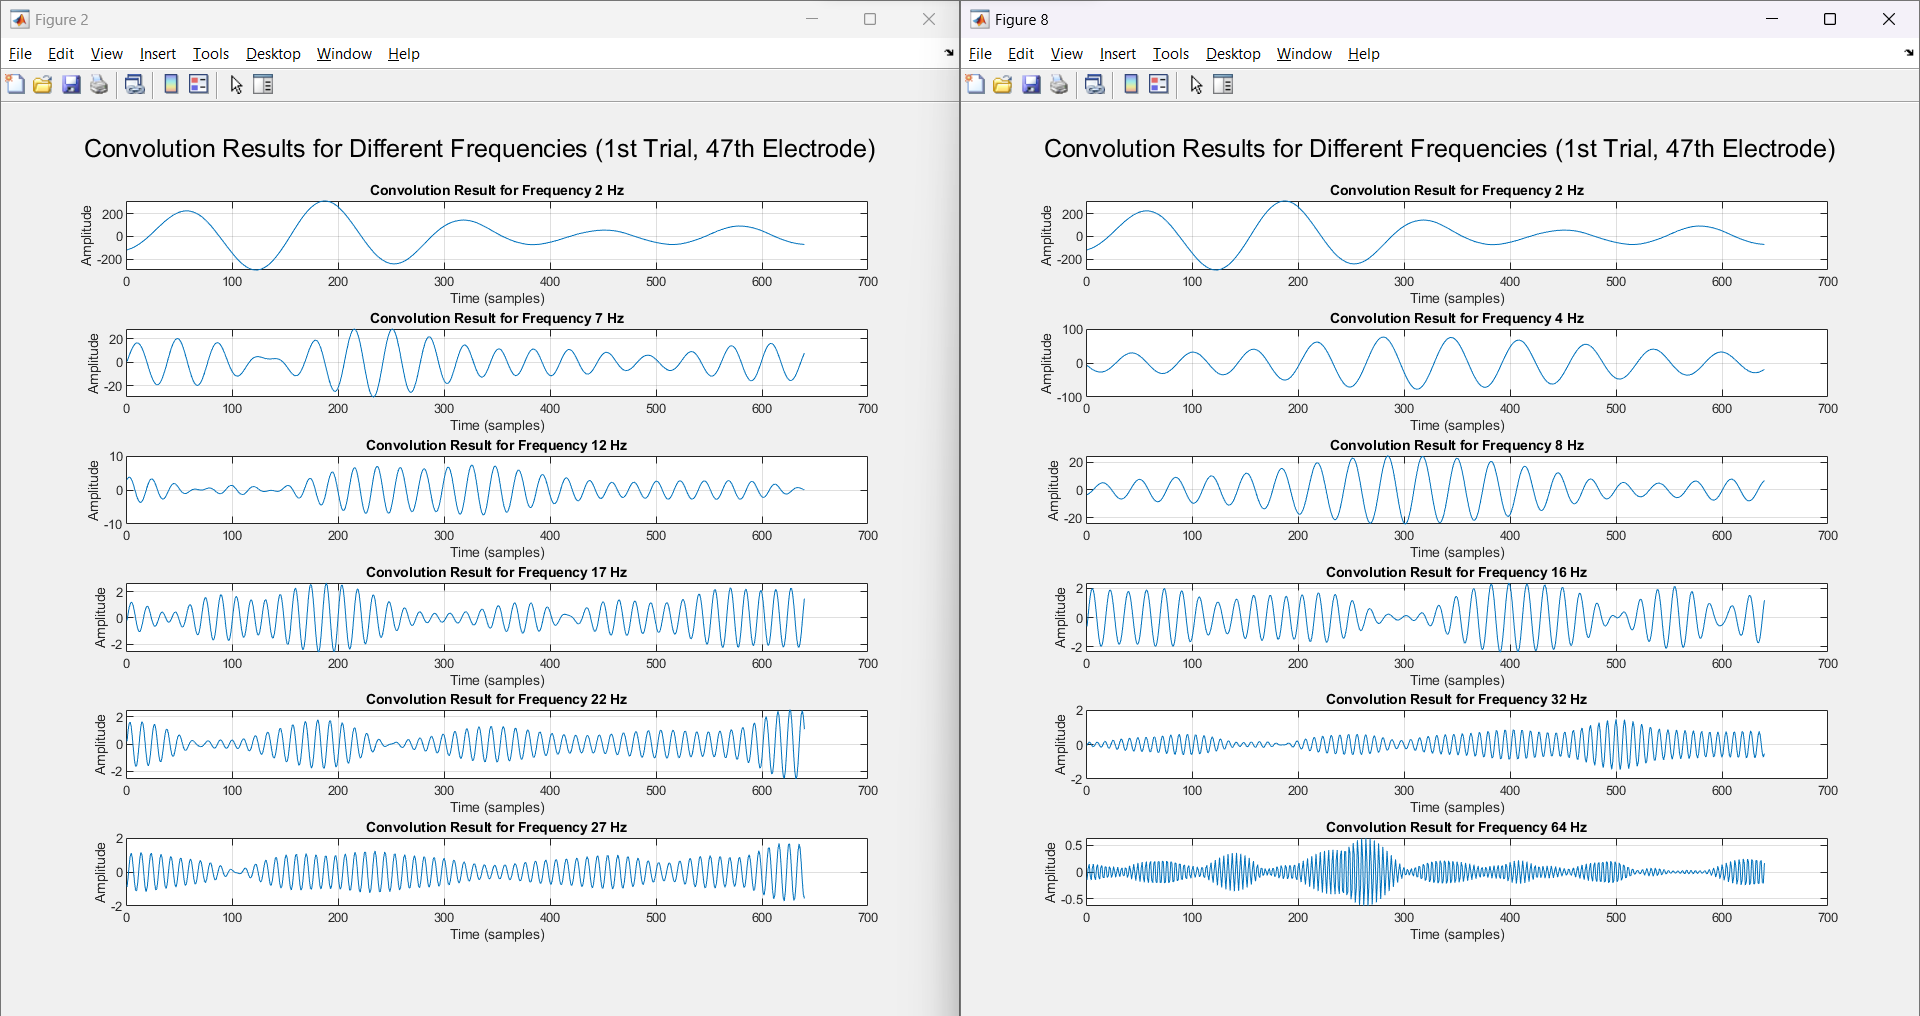 Figure 2
File Edit View Insert Tools Desktop Window Help
Convolution Results for Different Frequencies (1st Trial, 47th Electrode)
Convolution Result for Frequency 2 Hz
Amplitude
200
0
-200
0 100 200 300 400 500 600 700
Time (samples)
Convolution Result for Frequency 7 Hz
Amplitude
20
0
-20
0 100 200 300 400 500 600 700
Time (samples)
Convolution Result for Frequency 12 Hz
Amplitude
10
0
-10
0 100 200 300 400 500 600 700
Time (samples)
Convolution Result for Frequency 17 Hz
Amplitude
2
0
-2
0 100 200 300 400 500 600 700
Time (samples)
Convolution Result for Frequency 22 Hz
Amplitude
2
0
-2
0 100 200 300 400 500 600 700
Time (samples)
Convolution Result for Frequency 27 Hz
Amplitude
2
0
-2
0 100 200 300 400 500 600 700
Time (samples)
Figure 8
File Edit View Insert Tools Desktop Window Help
Convolution Results for Different Frequencies (1st Trial, 47th Electrode)
Convolution Result for Frequency 2 Hz
Amplitude
200
0
-200
0 100 200 300 400 500 600 700
Time (samples)
Convolution Result for Frequency 4 Hz
Amplitude
100
0
-100
0 100 200 300 400 500 600 700
Time (samples)
Convolution Result for Frequency 8 Hz
Amplitude
20
0
-20
0 100 200 300 400 500 600 700
Time (samples)
Convolution Result for Frequency 16 Hz
Amplitude
2
0
-2
0 100 200 300 400 500 600 700
Time (samples)
Convolution Result for Frequency 32 Hz
Amplitude
2
0
-2
0 100 200 300 400 500 600 700
Time (samples)
Convolution Result for Frequency 64 Hz
Amplitude
0.5
0
-0.5
0 100 200 300 400 500 600 700
Time (samples)